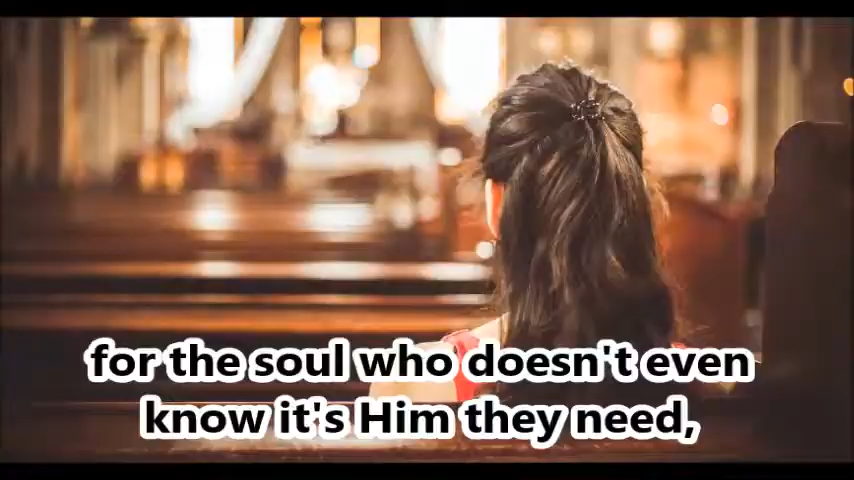 for the soul who doesn't even
know it's Him they need,